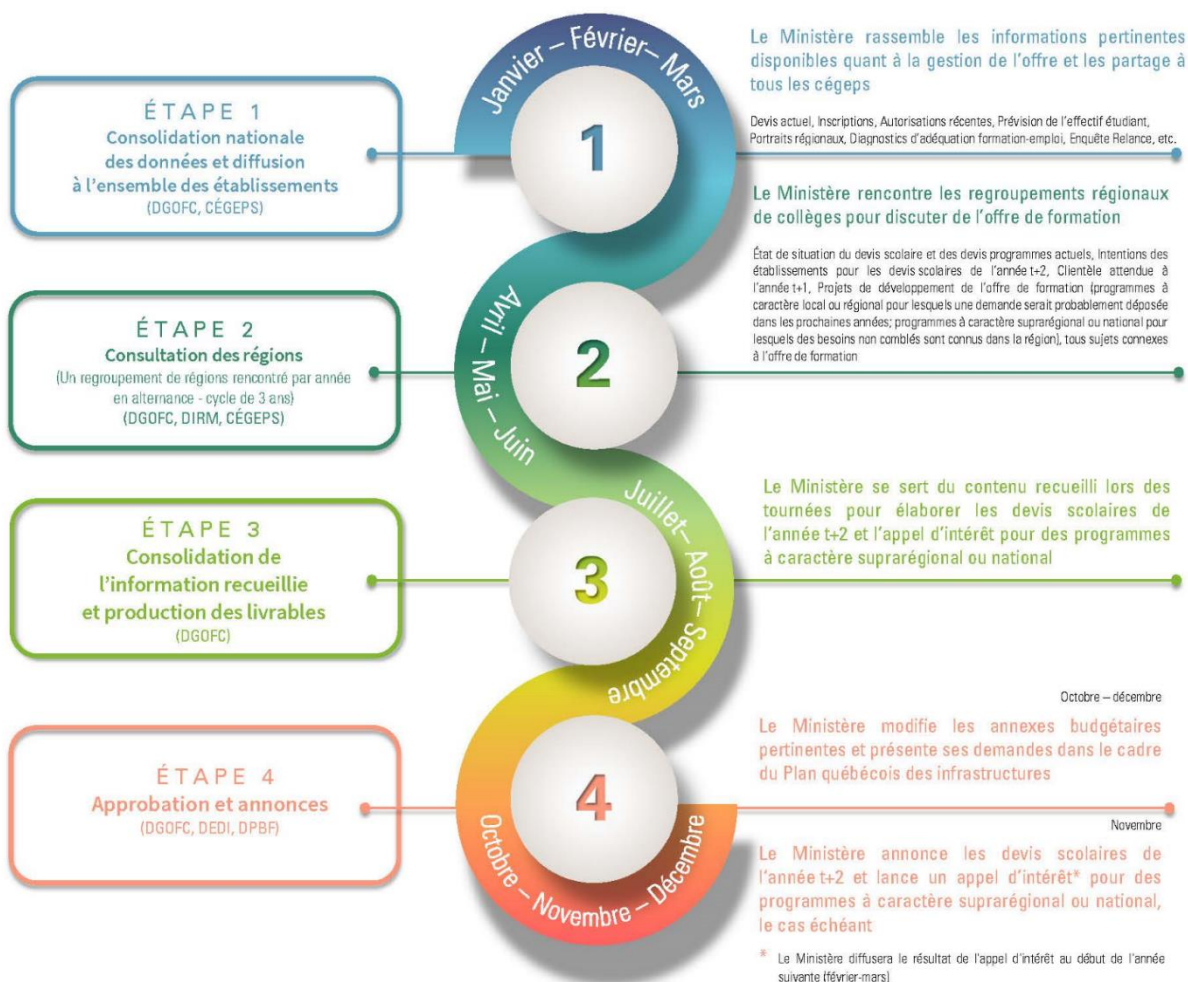 Janvier – Février – Mars
ÉTAPE 1
Consolidation nationale
des données et diffusion
à l'ensemble des établissements
(DGOFC, CÉGEPS)
1
Le Ministère rassemble les informations pertinentes
disponibles quant à la gestion de l'offre et les partage à
tous les cégeps
Devis actuel, Inscriptions, Autorisations récentes, Prévision de l'effectif étudiant,
Portraits régionaux, Diagnostics d'adéquation formation-emploi, Enquête Relance, etc.
Avril – Mai – Juin
ÉTAPE 2
Consultation des régions
(Un regroupement de régions rencontré par année
en alternance - cycle de 3 ans)
(DGOFC, DIRM, CÉGEPS)
2
Le Ministère rencontre les regroupements régionaux
de collèges pour discuter de l'offre de formation
État de situation du devis scolaire et des devis programmes actuels, Intentions des
établissements pour les devis scolaires de l'année t+2, Clientèle attendue à
l'année t+1, Projets de développement de l'offre de formation (programmes à
caractère local ou régional pour lesquels une demande serait probablement déposée
dans les prochaines années; programmes à caractère suprarégional ou national pour
lesquels des besoins non comblés sont connus dans la région), tous sujets connexes
à l'offre de formation
Juillet – Août – Septembre
ÉTAPE 3
Consolidation de
l'information recueillie
et production des livrables
(DGOFC)
3
Le Ministère se sert du contenu recueilli lors des
tournées pour élaborer les devis scolaires de
l'année t+2 et l'appel d'intérêt pour des programmes
à caractère suprarégional ou national
Octobre – Novembre – Décembre
ÉTAPE 4
Approbation et annonces
(DGOFC, DEDI, DPBF)
4
Octobre – décembre
Le Ministère modifie les annexes budgétaires
pertinentes et présente ses demandes dans le cadre
du Plan québécois des infrastructures
Novembre
Le Ministère annonce les devis scolaires de
l'année t+2 et lance un appel d'intérêt* pour des
programmes à caractère suprarégional ou national,
le cas échéant
* Le Ministère diffusera le résultat de l'appel d'intérêt au début de l'année
suivante (février-mars)